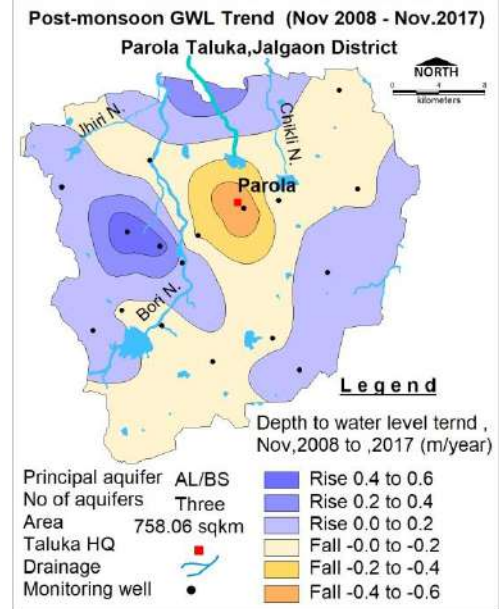 Post-monsoon GWL Trend (Nov 2008 - Nov.2017)
Parola Taluka,Jalgaon District
NORTH
0 4 8
kilometers
Jhiri N.
Chikli N.
Parola
Bori N.
Legend
Depth to water level ternd ,
Nov,2008 to ,2017 (m/year)
Principal aquifer AL/BS
No of aquifers Three
Area 758.06 sqkm
Taluka HQ
Drainage
Monitoring well
Rise 0.4 to 0.6
Rise 0.2 to 0.4
Rise 0.0 to 0.2
Fall -0.0 to -0.2
Fall -0.2 to -0.4
Fall -0.4 to -0.6